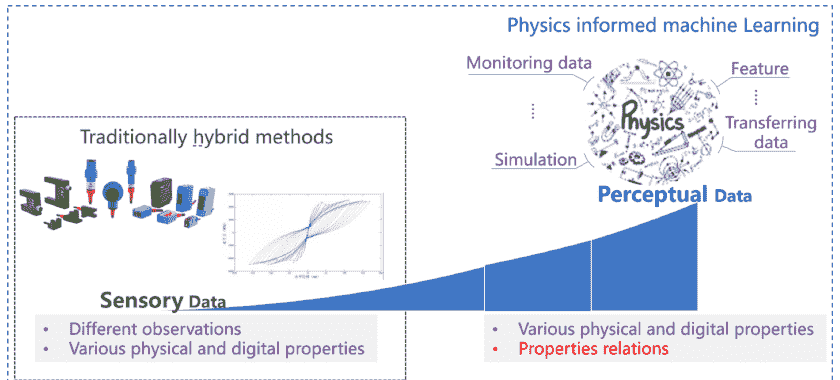 Physics informed machine Learning
Monitoring data
Feature
Physics
Transferring
data
Simulation
Perceptual Data
Traditionally hybrid methods
Sensory Data
• Different observations
• Various physical and digital properties
• Various physical and digital properties
• Properties relations